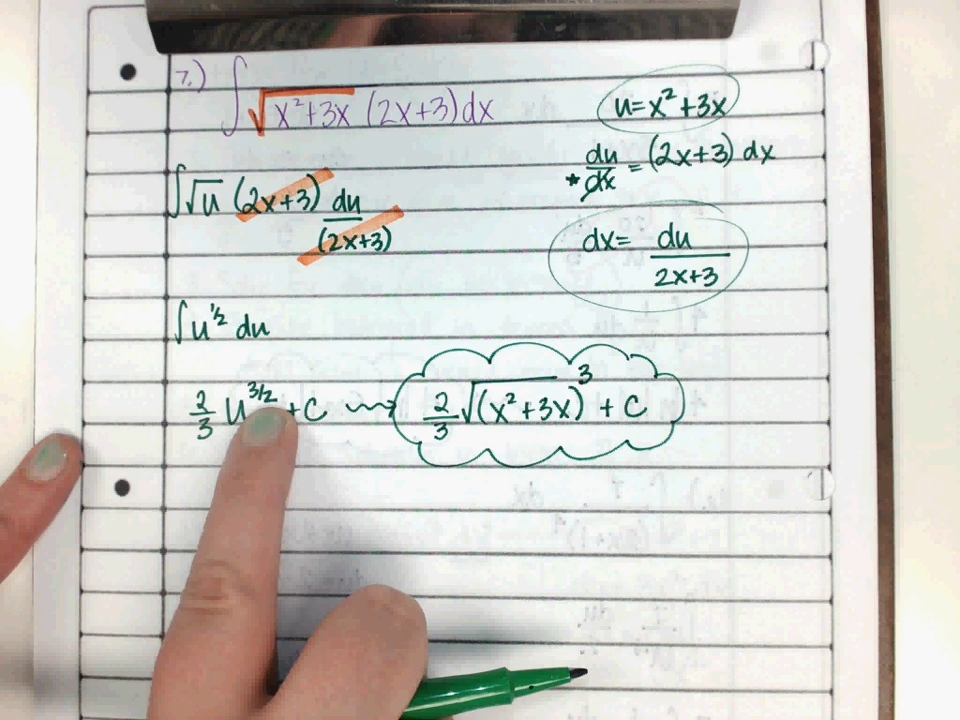 7.) ∫ √x²+3x (2x+3)dx
u=x²+3x
* du/dx = (2x+3) dx
∫√u (2x+3) du/(2x+3)
dx= du/2x+3
∫u^½ du
2/3 u^3/2 +C
2/3 √(x²+3x)³ + C